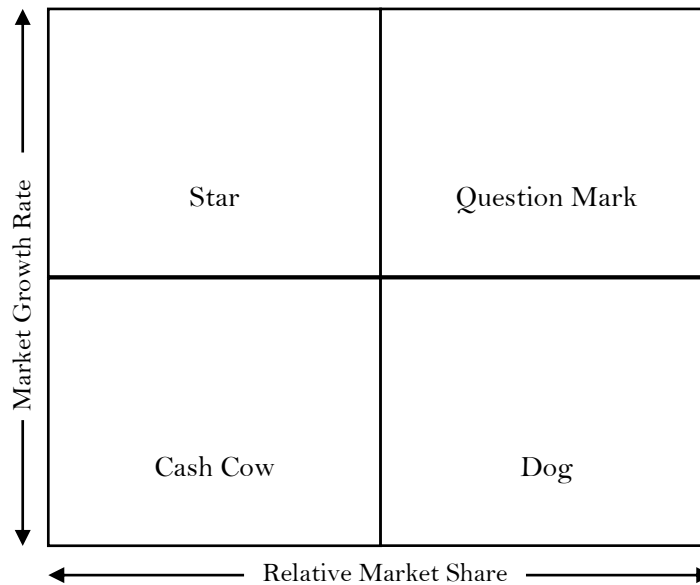 Market Growth Rate
Star
Question Mark
Cash Cow
Dog
Relative Market Share